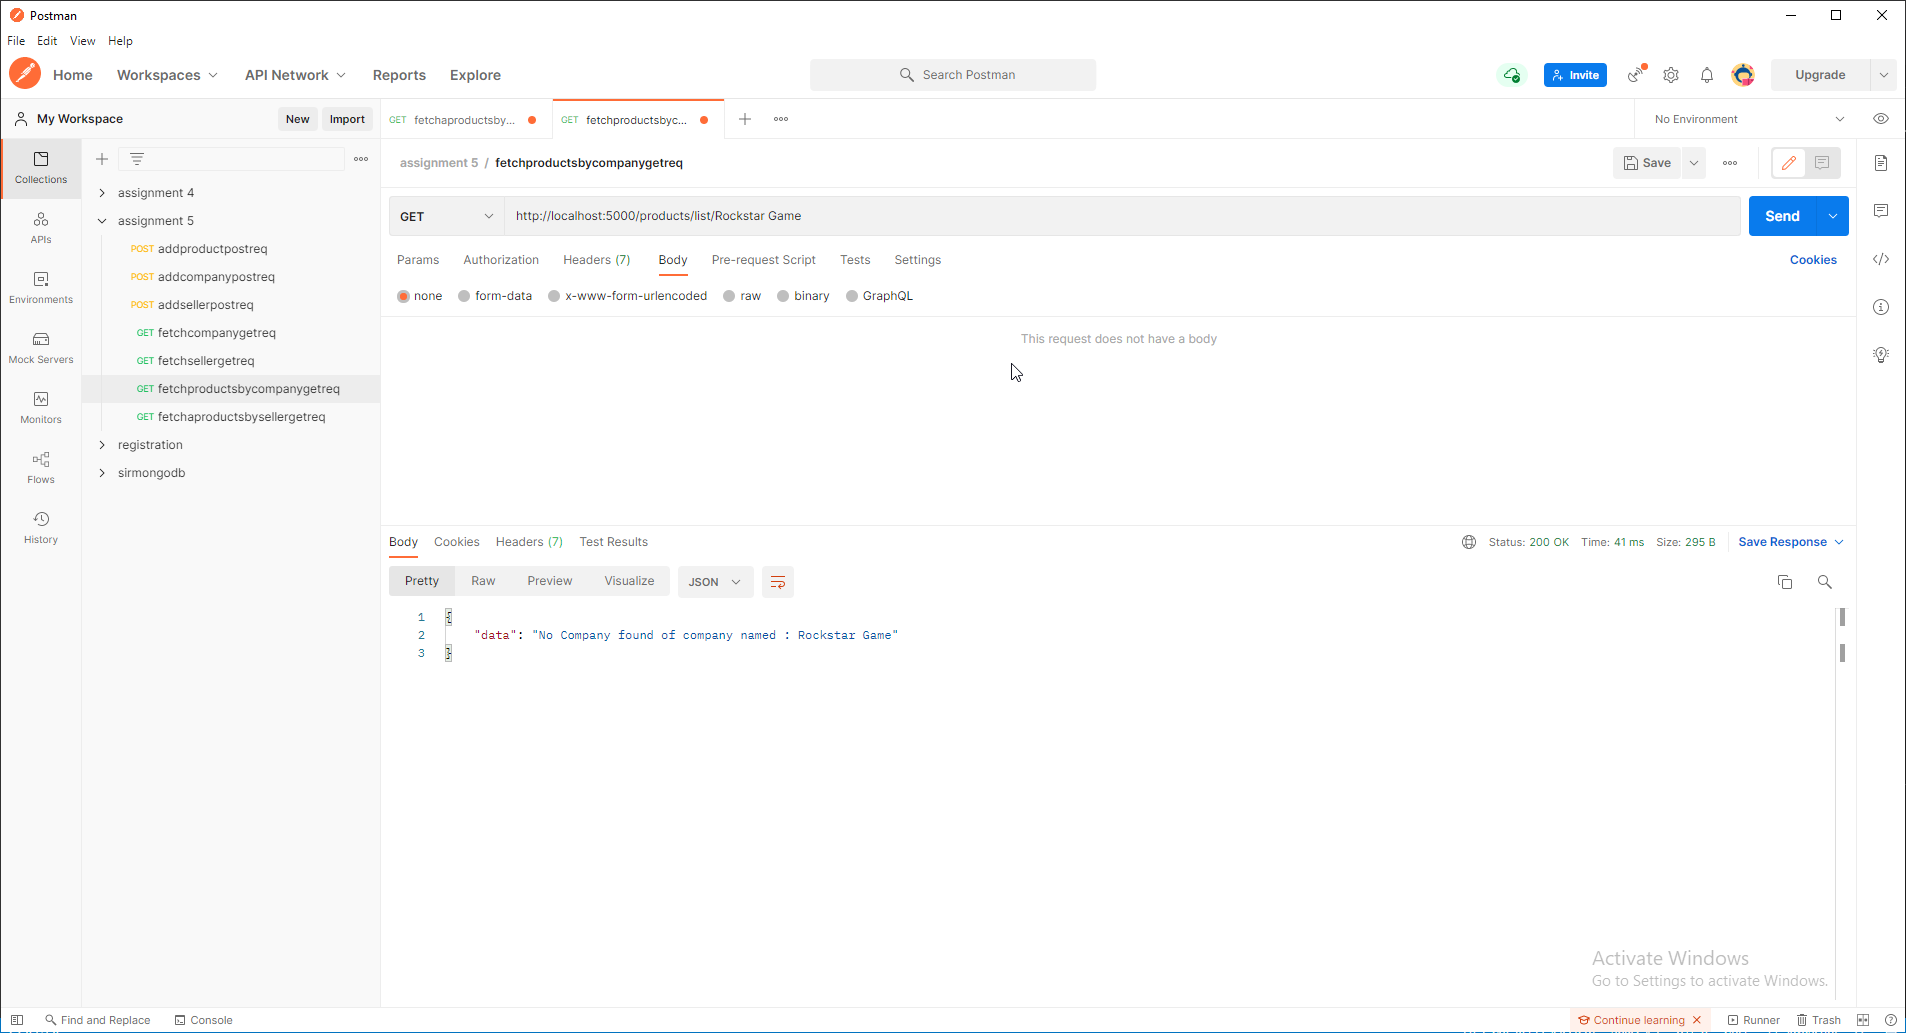 Postman
File Edit View Help
Home Workspaces API Network Reports Explore
Search Postman
Invite
Upgrade
My Workspace
New Import
GET fetchaproductsby...
GET fetchproductsbyc...
No Environment
Collections
APIs
Environments
Mock Servers
Monitors
Flows
History
assignment 4
assignment 5
POST addproductpostreq
POST addcompanypostreq
POST addsellerpostreq
GET fetchcompanygetreq
GET fetchsellergetreq
GET fetchproductsbycompanygetreq
GET fetchaproductsbysellergetreq
registration
sirmongodb
assignment 5 / fetchproductsbycompanygetreq
Save
GET http://localhost:5000/products/list/Rockstar Game
Send
Params Authorization Headers (7) Body Pre-request Script Tests Settings
Cookies
none form-data x-www-form-urlencoded raw binary GraphQL
This request does not have a body
Body Cookies Headers (7) Test Results
Status: 200 OK Time: 41 ms Size: 295 B Save Response
Pretty Raw Preview Visualize JSON
1 {
2 "data": "No Company found of company named : Rockstar Game"
3 }
Activate Windows
Go to Settings to activate Windows.
Find and Replace Console
Continue learning Runner Trash